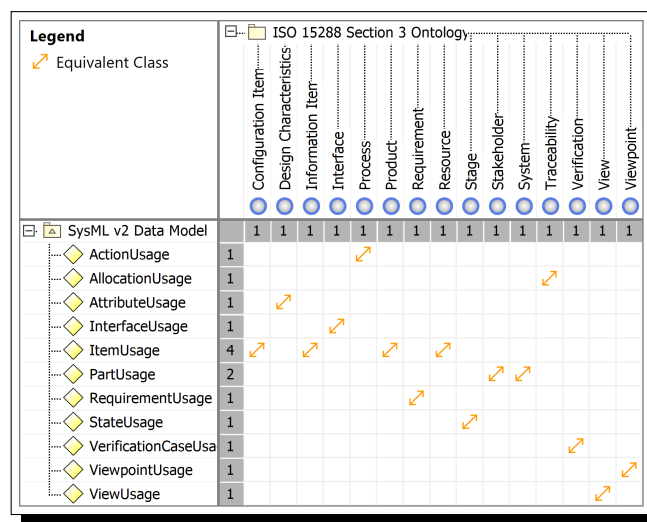 Legend
Equivalent Class
ISO 15288 Section 3 Ontology
Configuration Item
Design Characteristics
Information Item
Interface
Process
Product
Requirement
Resource
Stage
Stakeholder
System
Traceability
Verification
View
Viewpoint
SysML v2 Data Model 1 1 1 1 1 1 1 1 1 1 1 1 1 1 1
ActionUsage 1
AllocationUsage 1
AttributeUsage 1
InterfaceUsage 1
ItemUsage 4
PartUsage 2
RequirementUsage 1
StateUsage 1
VerificationCaseUsa 1
ViewpointUsage 1
ViewUsage 1